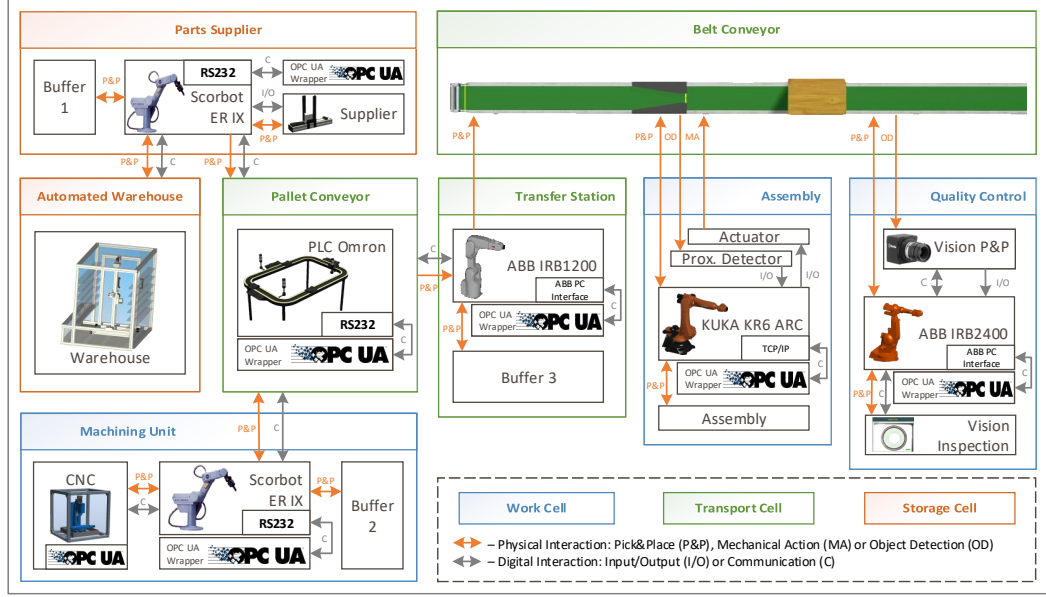 Parts Supplier
Buffer
1
P&P
RS232
Scorbot
ER IX
C
I/O
P&P
OPC UA
Wrapper
OPC UA
Supplier
P&P
C
P&P
C
Belt Conveyor
P&P
P&P
OD
MA
P&P
OD
Automated Warehouse
Warehouse
Pallet Conveyor
PLC Omron
RS232
OPC UA
Wrapper
OPC UA
C
C
P&P
Transfer Station
ABB IRB1200
ABB PC
Interface
OPC UA
Wrapper
OPC UA
C
P&P
Buffer 3
Assembly
Actuator
Prox. Detector
I/O
I/O
KUKA KR6 ARC
TCP/IP
OPC UA
Wrapper
OPC UA
C
P&P
Assembly
Quality Control
Vision P&P
C
I/O
ABB IRB2400
ABB PC
Interface
OPC UA
Wrapper
OPC UA
C
P&P
C
Vision
Inspection
P&P
C
Machining Unit
CNC
OPC UA
P&P
C
Scorbot
ER IX
RS232
OPC UA
Wrapper
OPC UA
C
P&P
Buffer
2
Work Cell
Transport Cell
Storage Cell
– Physical Interaction: Pick&Place (P&P), Mechanical Action (MA) or Object Detection (OD)
– Digital Interaction: Input/Output (I/O) or Communication (C)